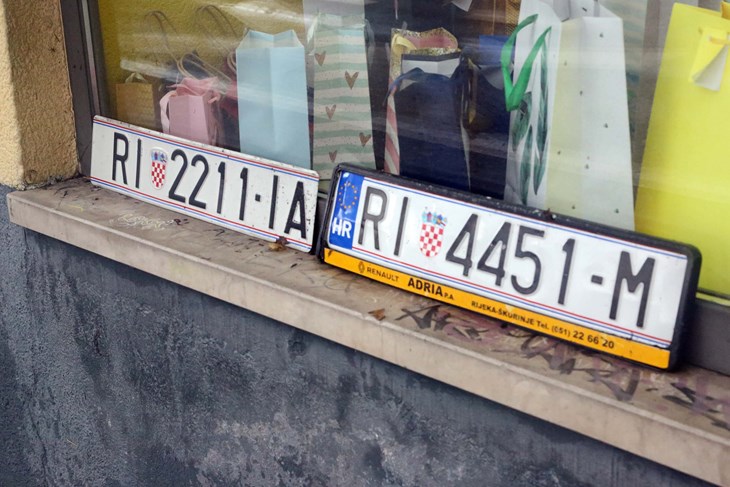 RI 2211-IA
HR RI 4451-M
RENAULT ADRIA P.A RIJEKA-ŠKURINJE Tel. (051) 22 66 20